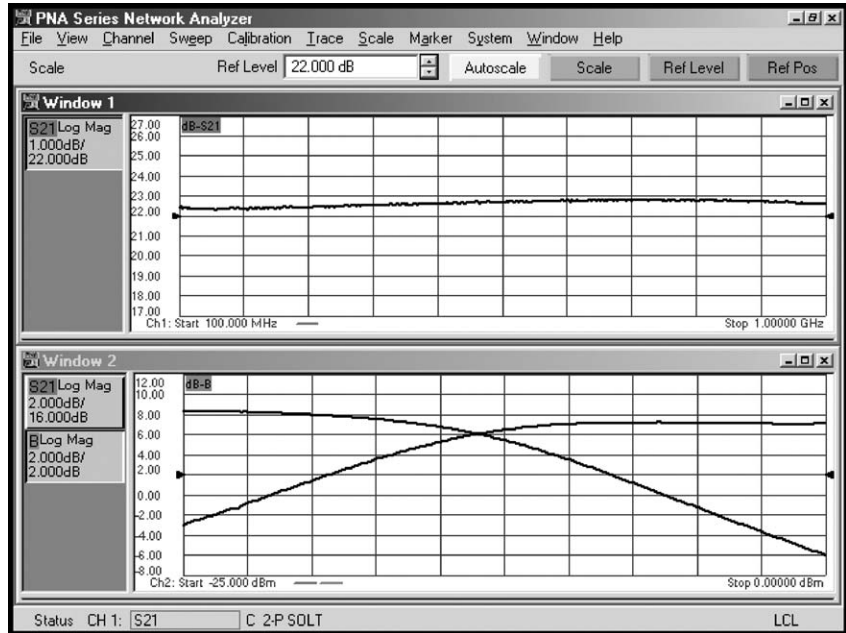 PNA Series Network Analyzer
File View Channel Sweep Calibration Trace Scale Marker System Window Help
Scale Ref Level 22.000 dB Autoscale Scale Ref Level Ref Pos
Window 1
S21 Log Mag
1.000dB/
22.000dB
dB-S21
27.00
26.00
25.00
24.00
23.00
22.00
21.00
20.00
19.00
18.00
17.00
Ch1: Start 100.000 MHz Stop 1.00000 GHz
Window 2
S21 Log Mag
2.000dB/
16.000dB
B Log Mag
2.000dB/
2.000dB
dB-B
12.00
10.00
8.00
6.00
4.00
2.00
0.00
-2.00
-4.00
-6.00
-8.00
Ch2: Start -25.000 dBm Stop 0.00000 dBm
Status CH 1: S21 C 2-P SOLT LCL